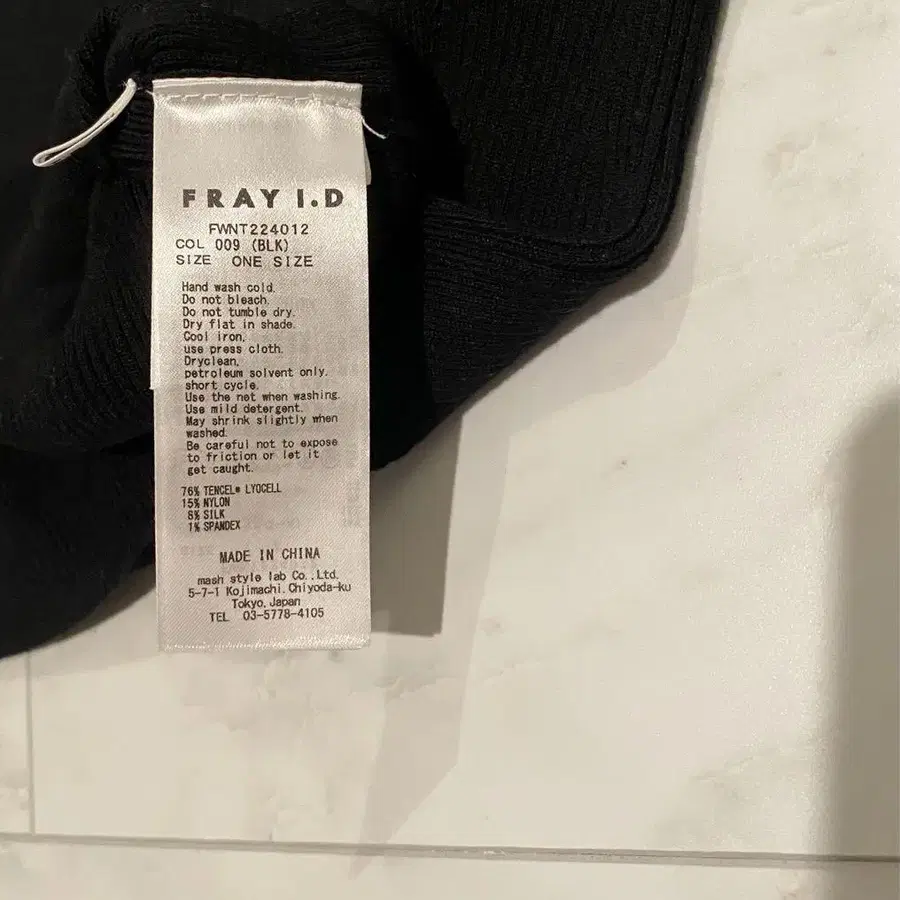 FRAY I.D
FWNT224012
COL 009 (BLK)
SIZE ONE SIZE
Hand wash cold.
Do not bleach.
Do not tumble dry.
Dry flat in shade.
Cool iron,
use press cloth.
Dryclean,
petroleum solvent only.
short cycle.
Use the net when washing.
Use mild detergent.
May shrink slightly when
washed.
Be careful not to expose
to friction or let it
get caught.
76% TENCEL® LYOCELL
15% NYLON
8% SILK
1% SPANDEX
MADE IN CHINA
mash style lab Co.,Ltd.
5-7-1 Kojimachi.Chiyoda-ku
Tokyo.Japan
TEL 03-5778-4105